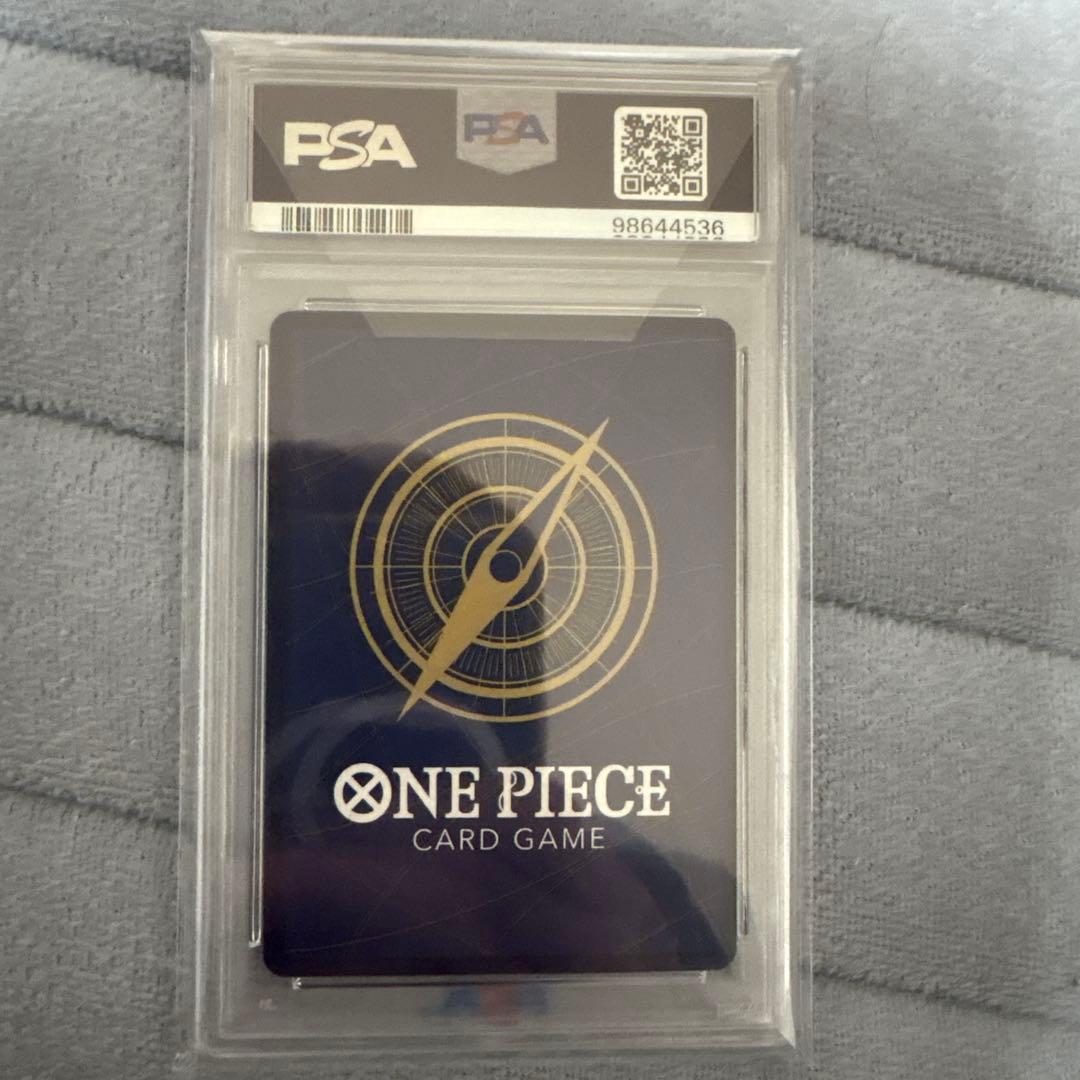 PSA
PSA
98644536
ONE PIECE
CARD GAME